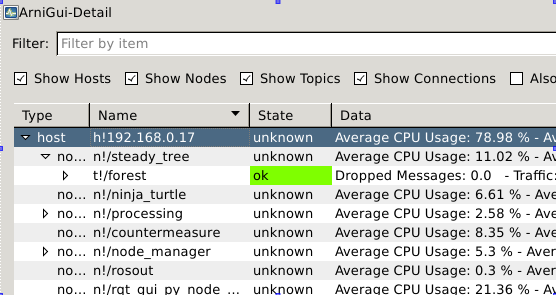 ArniGui-Detail
Filter: Filter by item
Show Hosts Show Nodes Show Topics Show Connections Also
Type Name State Data
host h!192.168.0.17 unknown Average CPU Usage: 78.98 % - Ave
no... n!/steady_tree unknown Average CPU Usage: 11.02 % - Av
t!/forest ok Dropped Messages: 0.0 - Traffic:
no... n!/ninja_turtle unknown Average CPU Usage: 6.61 % - Ave
no... n!/processing unknown Average CPU Usage: 2.58 % - Ave
no... n!/countermeasure unknown Average CPU Usage: 8.35 % - Ave
no... n!/node_manager unknown Average CPU Usage: 5.3 % - Aver
no... n!/rosout unknown Average CPU Usage: 0.3 % - Aver
no... n!/rqt_gui_py_node_... unknown Average CPU Usage: 21.36 % - Av